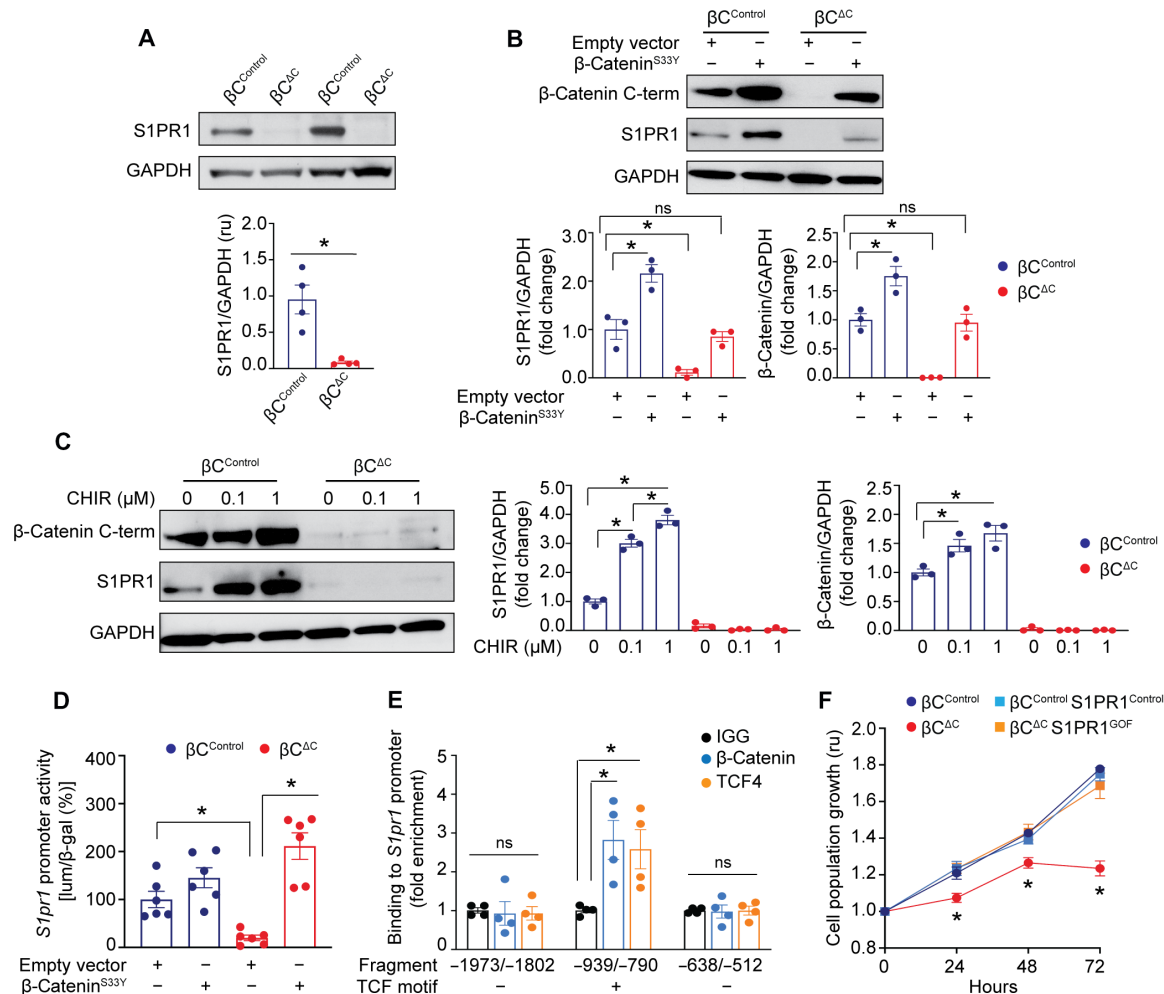 A
βC^Control βC^ΔC βC^Control βC^ΔC
S1PR1
GAPDH
S1PR1/GAPDH (ru)
2.0
1.5
1.0
0.5
0.0
*
βC^Control βC^ΔC
B
βC^Control βC^ΔC
Empty vector + – + –
β-Catenin^S33Y – + – +
β-Catenin C-term
S1PR1
GAPDH
S1PR1/GAPDH
(fold change)
3.0
2.0
1.0
0.0
ns
*
*
Empty vector + – + –
β-Catenin^S33Y – + – +
β-Catenin/GAPDH
(fold change)
2.5
2.0
1.5
1.0
0.5
0.0
ns
*
*
+ – + –
– + – +
βC^Control
βC^ΔC
C
βC^Control βC^ΔC
CHIR (μM) 0 0.1 1 0 0.1 1
β-Catenin C-term
S1PR1
GAPDH
S1PR1/GAPDH
(fold change)
5.0
4.0
3.0
2.0
1.0
0.0
*
* *
CHIR (μM) 0 0.1 1 0 0.1 1
β-Catenin/GAPDH
(fold change)
2.5
2.0
1.5
1.0
0.5
0.0
*
*
0 0.1 1 0 0.1 1
βC^Control
βC^ΔC
D
βC^Control βC^ΔC
S1pr1 promoter activity
[lum/β-gal (%)]
400
300
200
100
0
* *
Empty vector + – + –
β-Catenin^S33Y – + – +
E
IGG
β-Catenin
TCF4
Binding to S1pr1 promoter
(fold enrichment)
5
4
3
2
1
0
ns
*
*
ns
Fragment –1973/–1802 –939/–790 –638/–512
TCF motif – + –
F
βC^Control βC^Control S1PR1^Control
βC^ΔC βC^ΔC S1PR1^GOF
Cell population growth (ru)
2.0
1.8
1.6
1.4
1.2
1.0
0.8
* * *
0 24 48 72
Hours